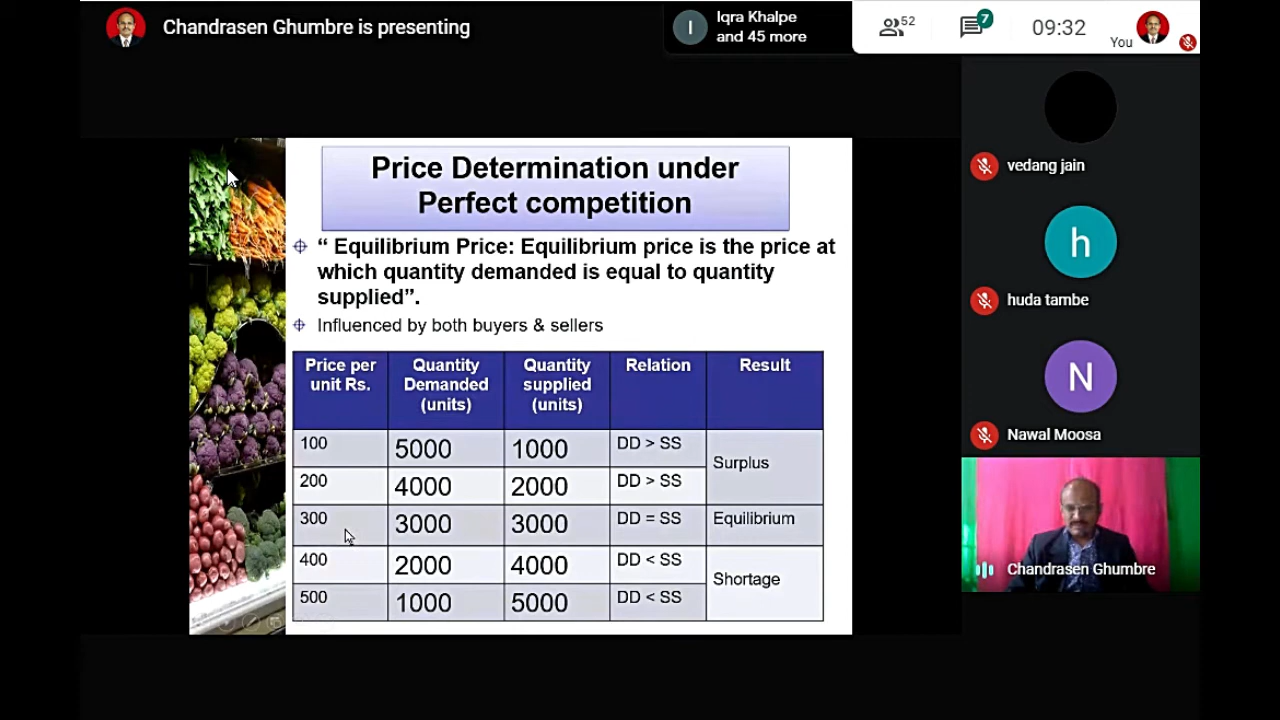 Chandrasen Ghumbre is presenting
I
Iqra Khalpe
and 45 more
52
7
09:32
You
vedang jain
h
huda tambe
N
Nawal Moosa
Chandrasen Ghumbre
Price Determination under
Perfect competition
“ Equilibrium Price: Equilibrium price is the price at
which quantity demanded is equal to quantity
supplied”.
Influenced by both buyers & sellers
Price per unit Rs. Quantity Demanded (units) Quantity supplied (units) Relation Result
100 5000 1000 DD > SS Surplus
200 4000 2000 DD > SS
300 3000 3000 DD = SS Equilibrium
400 2000 4000 DD < SS Shortage
500 1000 5000 DD < SS